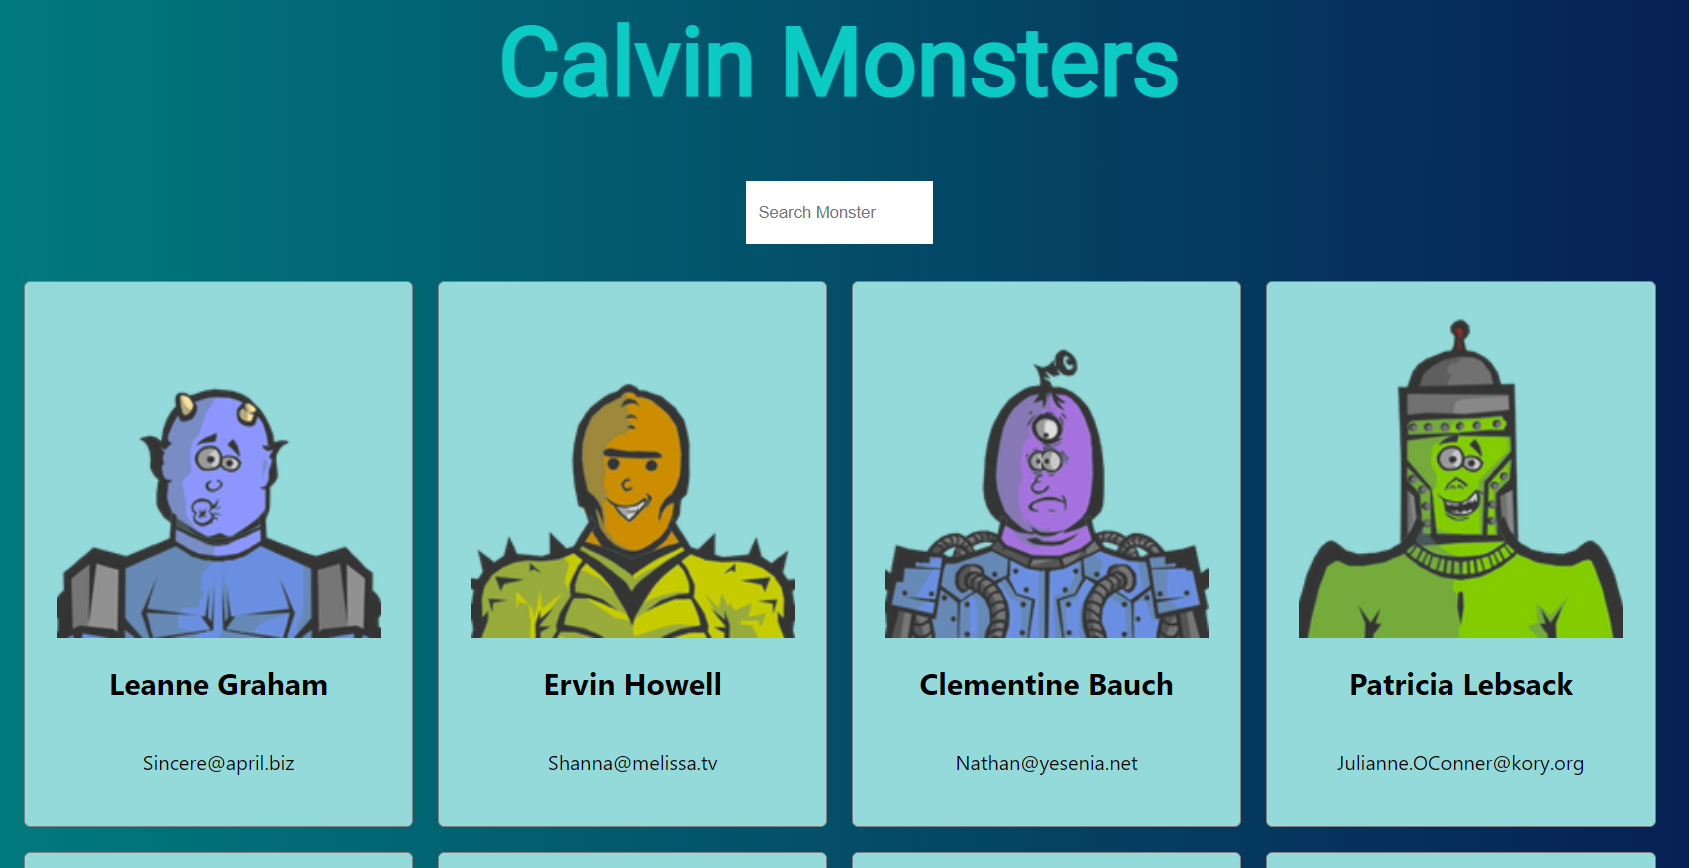 Calvin Monsters
Search Monster
Leanne Graham
Sincere@april.biz
Ervin Howell
Shanna@melissa.tv
Clementine Bauch
Nathan@yesenia.net
Patricia Lebsack
Julianne.OConner@kory.org